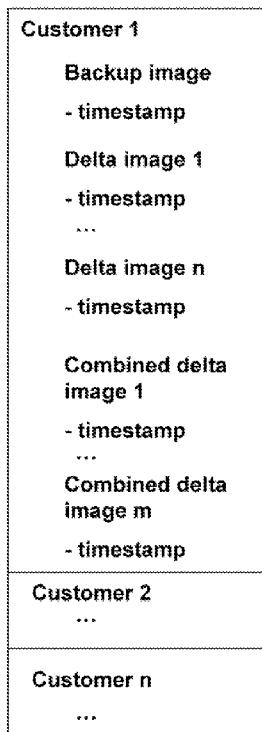 Customer 1
Backup image
- timestamp
Delta image 1
- timestamp
...
Delta image n
- timestamp
Combined delta
image 1
- timestamp
...
Combined delta
image m
- timestamp
Customer 2
...
Customer n
...